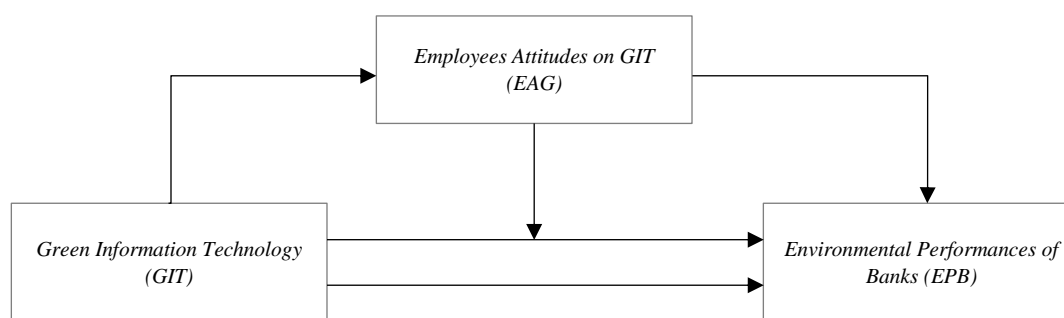 Employees Attitudes on GIT
(EAG)
Green Information Technology
(GIT)
Environmental Performances of
Banks (EPB)